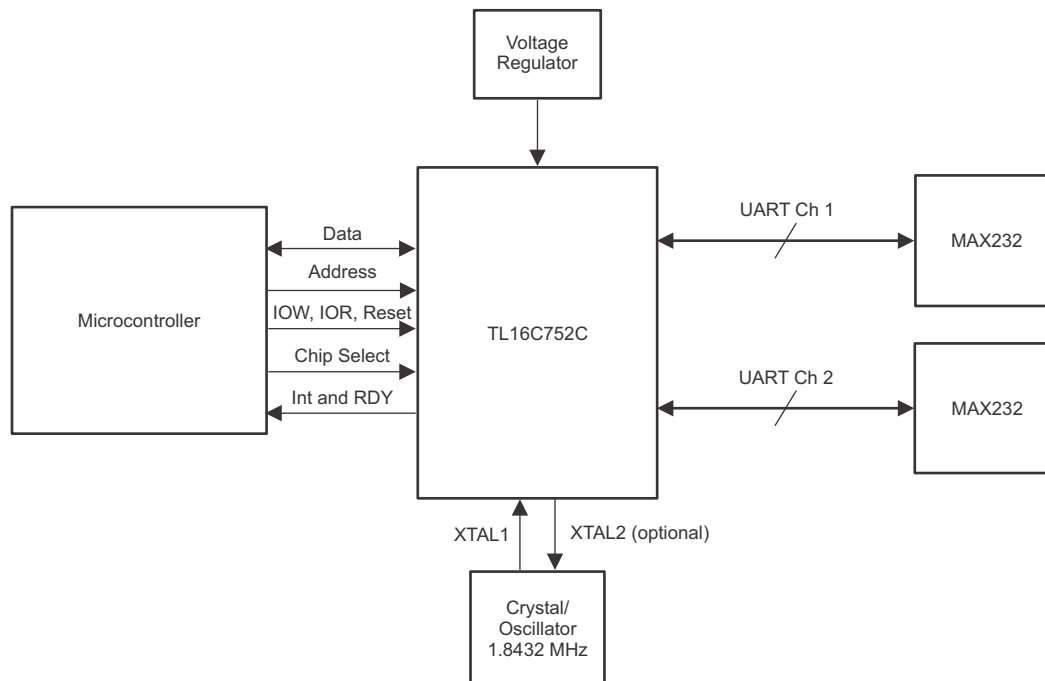 Voltage
Regulator
Data
Address
IOW, IOR, Reset
Chip Select
Int and RDY
Microcontroller
TL16C752C
UART Ch 1
MAX232
UART Ch 2
MAX232
XTAL1
XTAL2 (optional)
Crystal/
Oscillator
1.8432 MHz